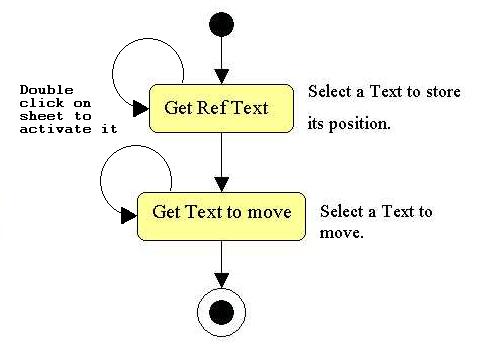 Double
click on
sheet to
activate it
Get Ref Text
Select a Text to store
its position.
Get Text to move
Select a Text to
move.